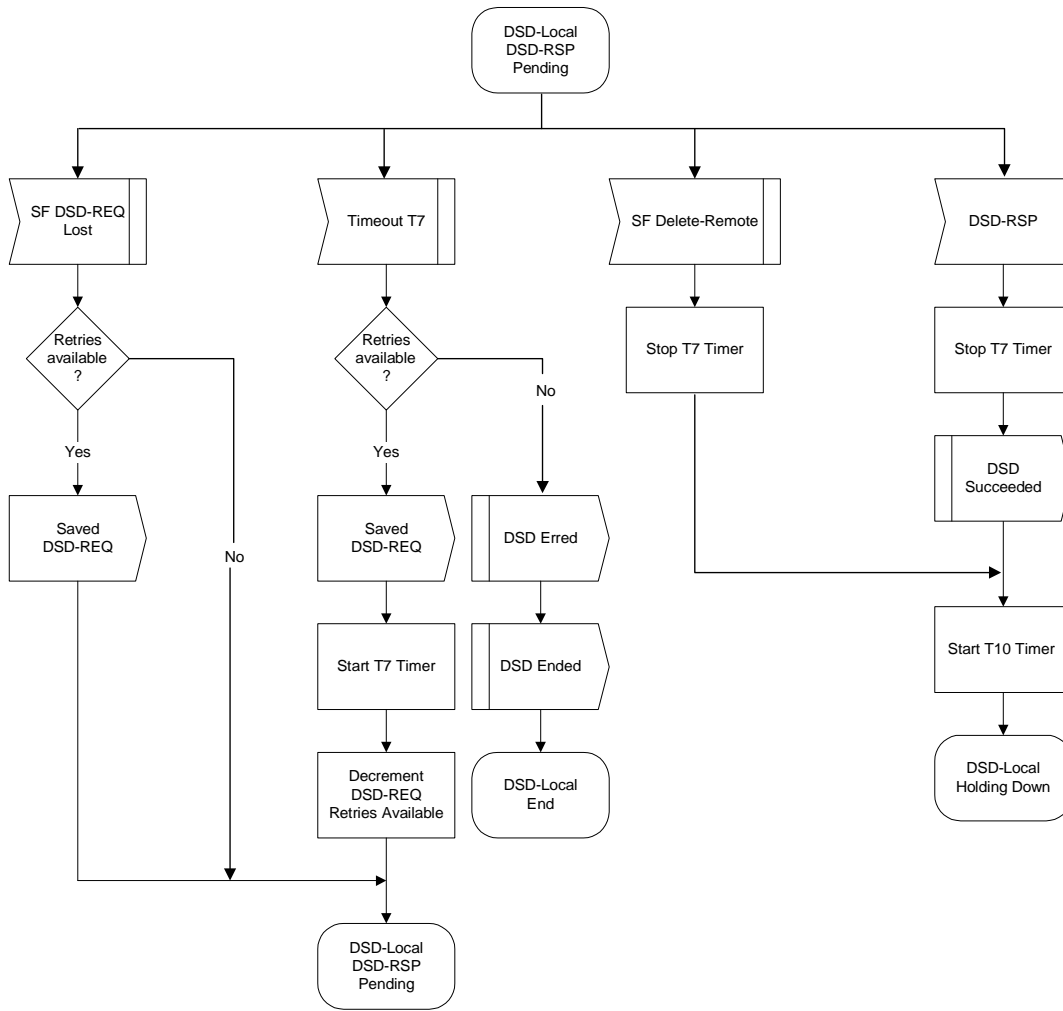 DSD-Local
DSD-RSP
Pending
SF DSD-REQ
Lost
Timeout T7
SF Delete-Remote
DSD-RSP
Retries
available
?
Retries
available
?
Stop T7 Timer
Stop T7 Timer
No
Yes
Yes
DSD
Succeeded
Saved
DSD-REQ
No
Saved
DSD-REQ
DSD Erred
Start T7 Timer
DSD Ended
Start T10 Timer
Decrement
DSD-REQ
Retries Available
DSD-Local
End
DSD-Local
Holding Down
DSD-Local
DSD-RSP
Pending